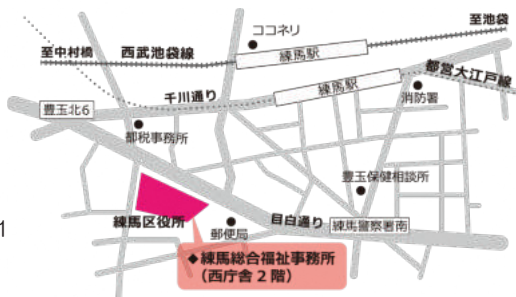 至池袋
ココネリ
至中村橋
西武池袋線
練馬駅
都営大江戸線
千川通り
練馬駅
消防署
豊玉北6
都税事務所
豊玉保健相談所
練馬区役所
目白通り
練馬警察署南
郵便局
1
◆練馬総合福祉事務所
(西庁舎2階)